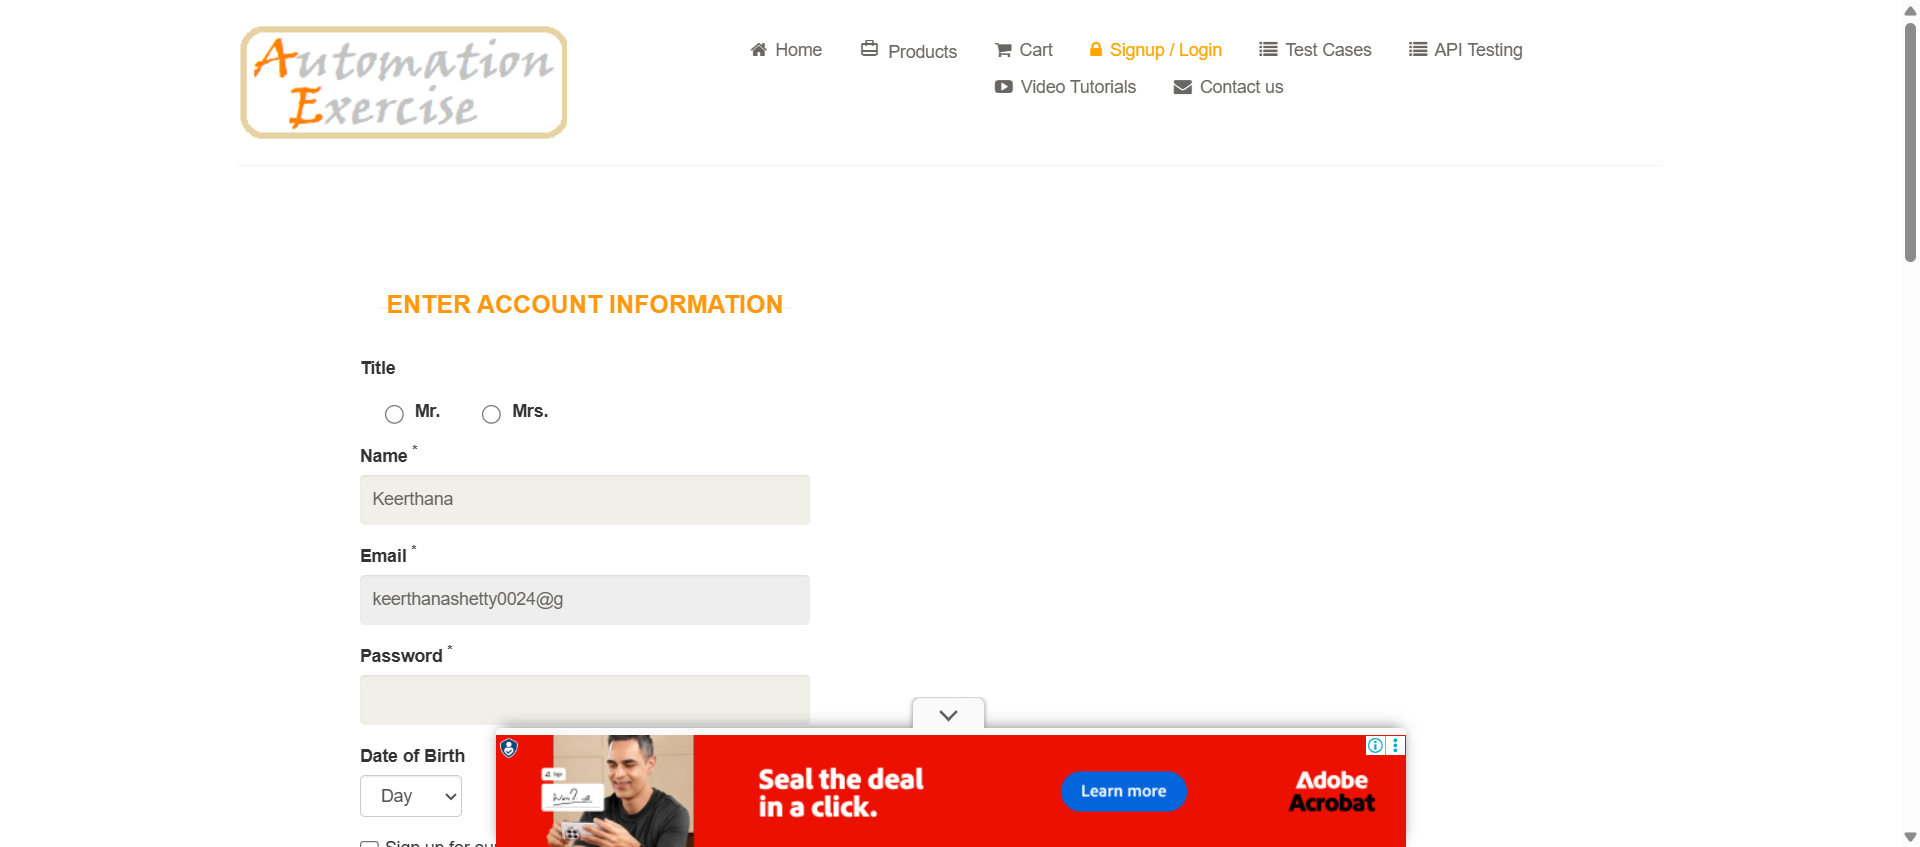 Automation
Exercise
Home
Products
Cart
Signup / Login
Test Cases
API Testing
Video Tutorials
Contact us
ENTER ACCOUNT INFORMATION
Title
Mr.
Mrs.
Name *
Keerthana
Email *
keerthanashetty0024@g
Password *
Date of Birth
Day
Sign up for our
Sign
Seal the deal
in a click.
Learn more
Adobe
Acrobat